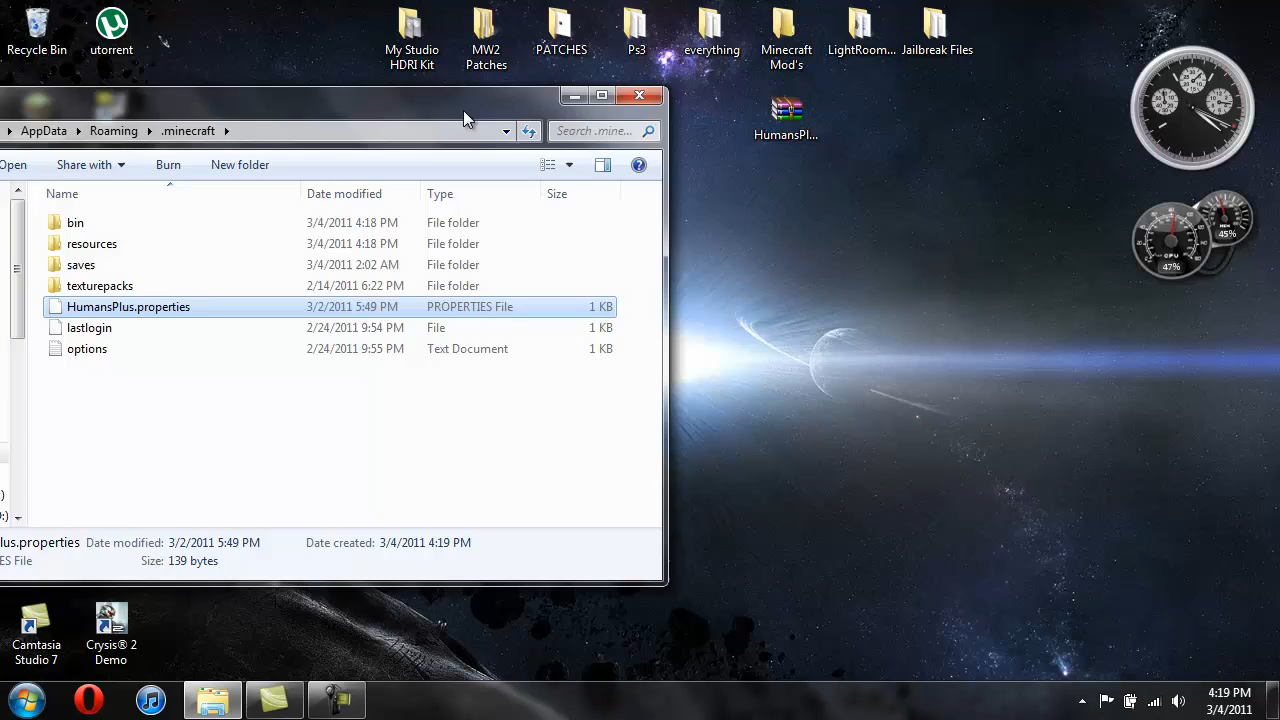 Recycle Bin
utorrent
My Studio
HDRI Kit
MW2
Patches
PATCHES
Ps3
everything
Minecraft
Mod's
LightRoom...
Jailbreak Files
HumansPl...
AppData
Roaming
.minecraft
Search .mine...
Open
Share with
Burn
New folder
Name
Date modified
Type
Size
bin 3/4/2011 4:18 PM File folder
resources 3/4/2011 4:18 PM File folder
saves 3/4/2011 2:02 AM File folder
texturepacks 2/14/2011 6:22 PM File folder
HumansPlus.properties 3/2/2011 5:49 PM PROPERTIES File 1 KB
lastlogin 2/24/2011 9:54 PM File 1 KB
options 2/24/2011 9:55 PM Text Document 1 KB
)
:)
lus.properties Date modified: 3/2/2011 5:49 PM Date created: 3/4/2011 4:19 PM
ES File Size: 139 bytes
45%
CPU
47%
Camtasia
Studio 7
Crysis® 2
Demo
4:19 PM
3/4/2011